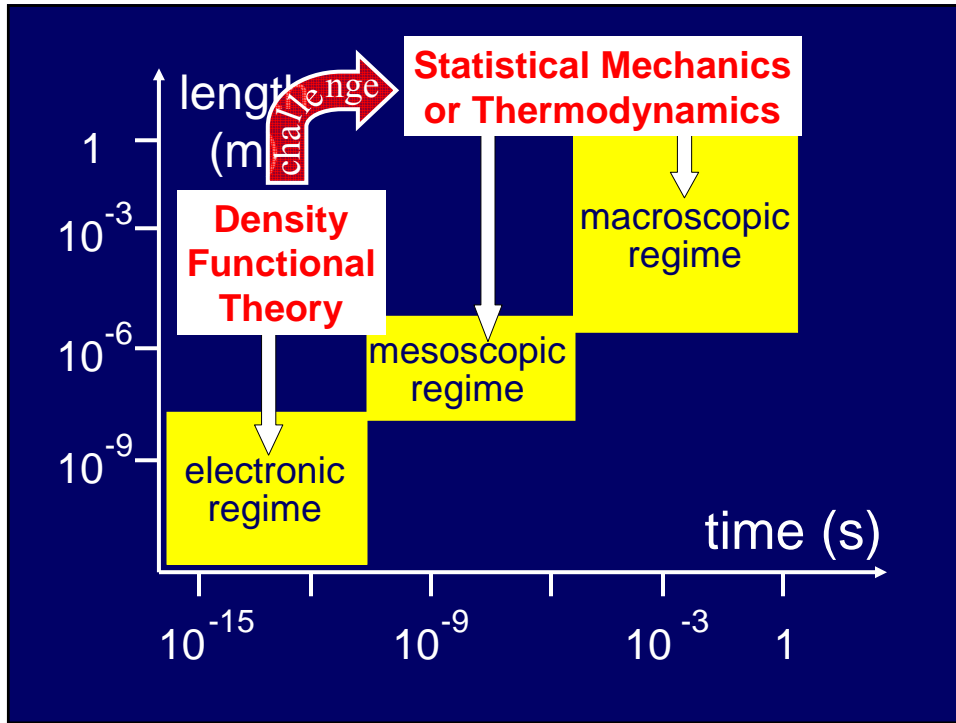 Statistical Mechanics
or Thermodynamics
challenge
length
(m
1
Density
Functional
Theory
macroscopic
regime
10^-3
10^-6
mesoscopic
regime
10^-9
electronic
regime
time (s)
10^-15
10^-9
10^-3
1